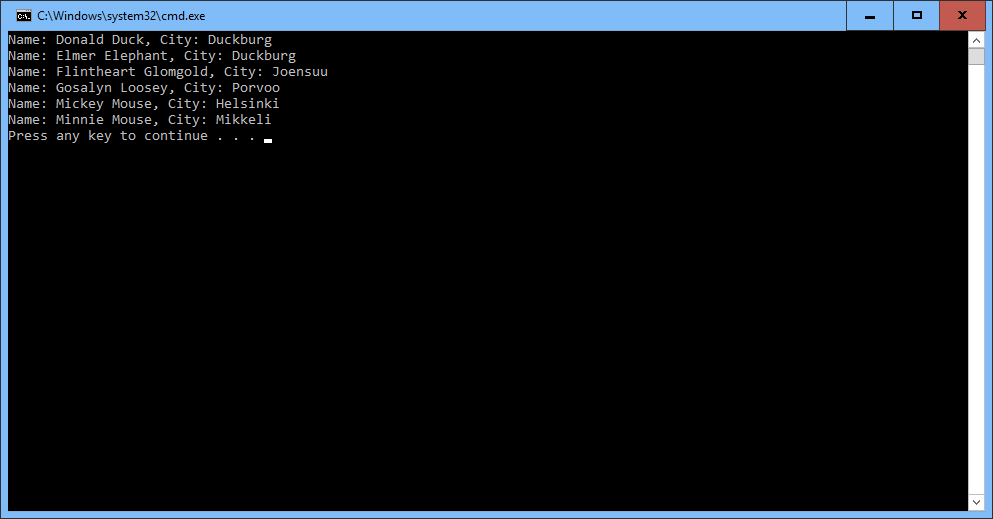 C:\Windows\system32\cmd.exe
Name: Donald Duck, City: Duckburg
Name: Elmer Elephant, City: Duckburg
Name: Flintheart Glomgold, City: Joensuu
Name: Gosalyn Loosey, City: Porvoo
Name: Mickey Mouse, City: Helsinki
Name: Minnie Mouse, City: Mikkeli
Press any key to continue . . .